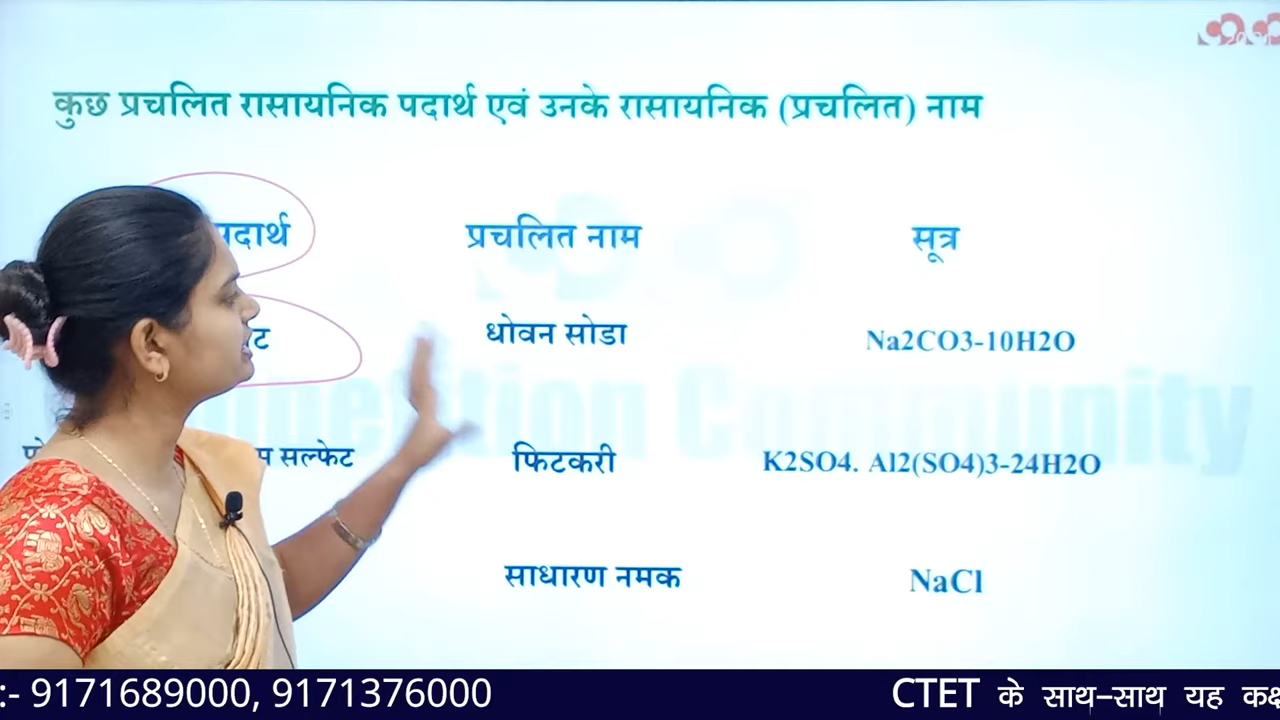 कुछ प्रचलित रासायनिक पदार्थ एवं उनके रासायनिक (प्रचलित) नाम
पदार्थ प्रचलित नाम सूत्र
धोवन सोडा Na2CO3-10H2O
सल्फेट फिटकरी K2SO4. Al2(SO4)3-24H2O
साधारण नमक NaCl
Community
:- 9171689000, 9171376000 CTET के साथ–साथ यह